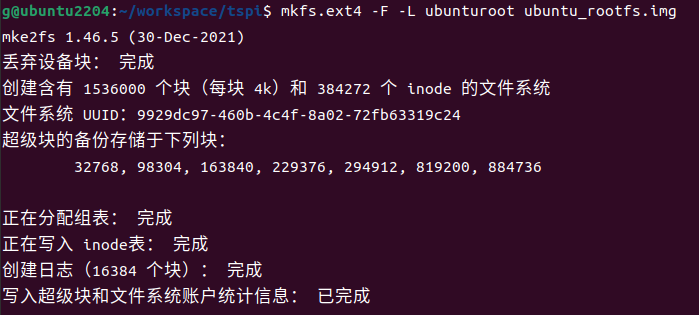 g@ubuntu2204:~/workspace/tspi$ mkfs.ext4 -F -L ubunturoot ubuntu_rootfs.img
mke2fs 1.46.5 (30-Dec-2021)
丢弃设备块： 完成
创建含有 1536000 个块（每块 4k）和 384272 个 inode 的文件系统
文件系统 UUID：9929dc97-460b-4c4f-8a02-72fb63319c24
超级块的备份存储于下列块：
32768, 98304, 163840, 229376, 294912, 819200, 884736
正在分配组表： 完成
正在写入 inode表： 完成
创建日志（16384 个块）： 完成
写入超级块和文件系统账户统计信息： 已完成